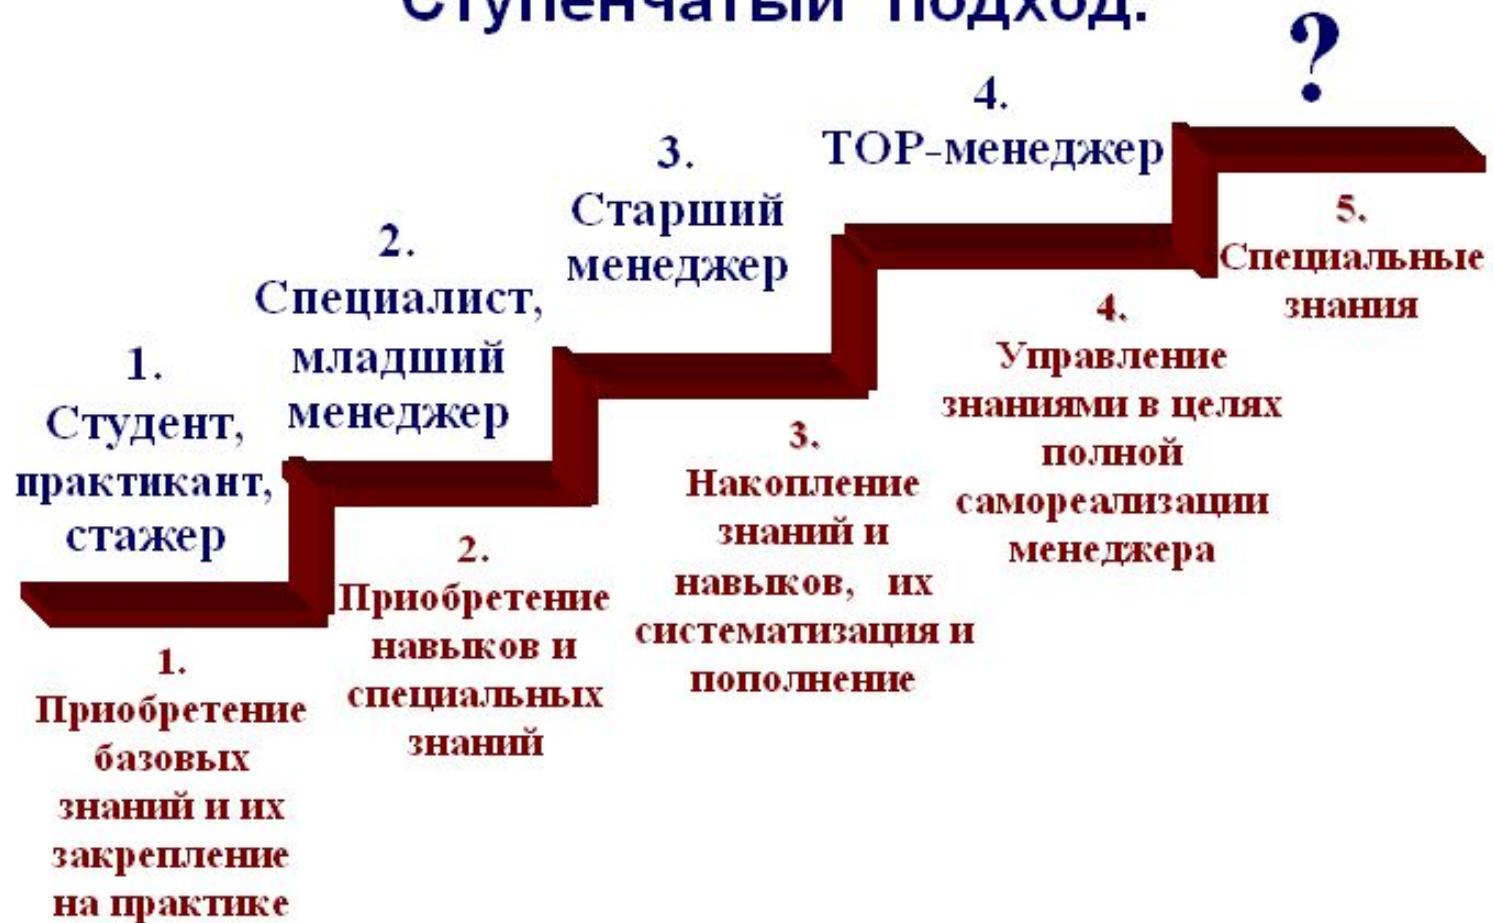 Ступенчатый подход.
?
4.
ТОР-менеджер
3.
Старший
менеджер
2.
Специалист,
младший
менеджер
1.
Студент,
практикант,
стажер
5.
Специальные
знания
4.
Управление
знаниями в целях
полной
самореализации
менеджера
3.
Накопление
знаний и
навыков, их
систематизация и
пополнение
2.
Приобретение
навыков и
специальных
знаний
1.
Приобретение
базовых
знаний и их
закрепление
на практике